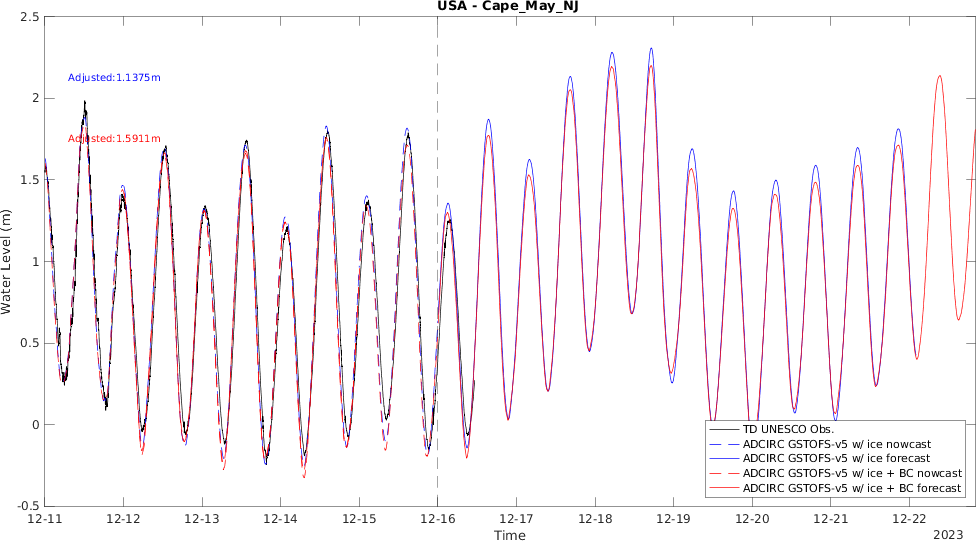 USA - Cape_May_NJ
2.5
2
1.5
1
0.5
0
-0.5
Water Level (m)
Adjusted:1.1375m
Adjusted:1.5911m
TD UNESCO Obs.
ADCIRC GSTOFS-v5 w/ ice nowcast
ADCIRC GSTOFS-v5 w/ ice forecast
ADCIRC GSTOFS-v5 w/ ice + BC nowcast
ADCIRC GSTOFS-v5 w/ ice + BC forecast
12-11 12-12 12-13 12-14 12-15 12-16 12-17 12-18 12-19 12-20 12-21 12-22
Time
2023